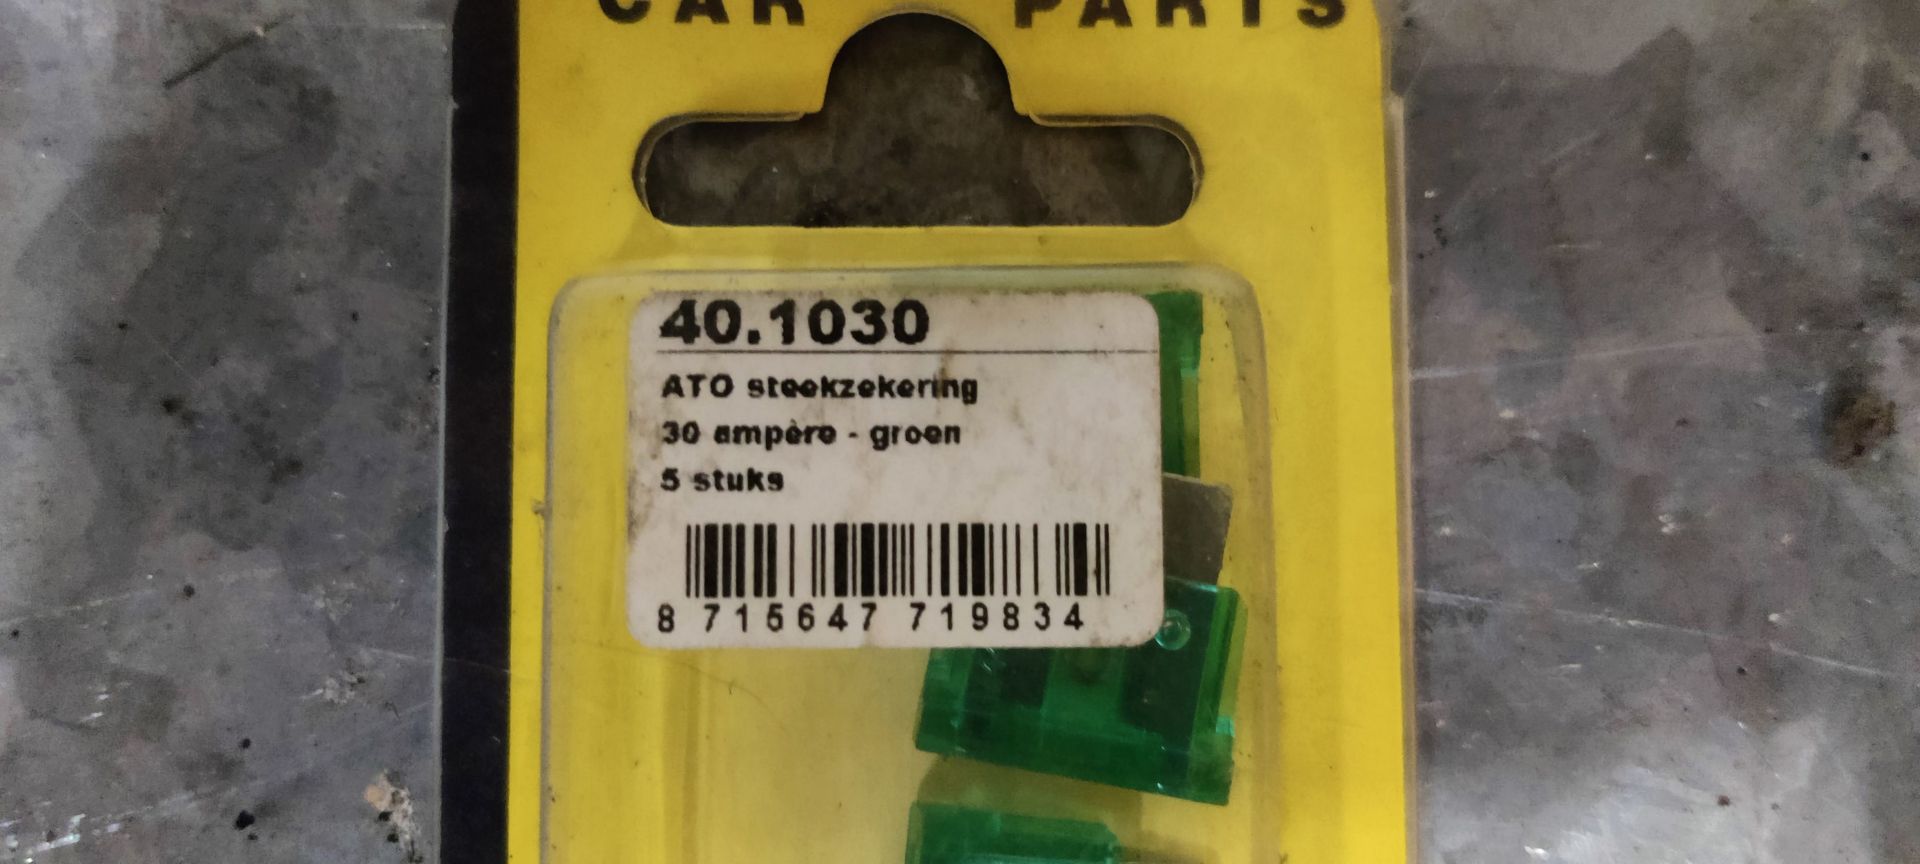 CAR PARTS
40.1030
ATO steekzekering
30 ampère - groen
5 stuks
8 715647 719834